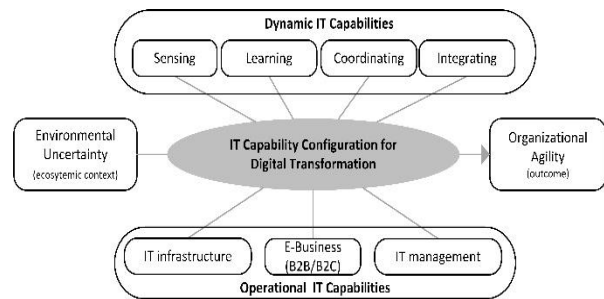 Dynamic IT Capabilities
Sensing
Learning
Coordinating
Integrating
Environmental
Uncertainty
(ecosytemic context)
IT Capability Configuration for
Digital Transformation
Organizational
Agility
(outcome)
IT infrastructure
E-Business
(B2B/B2C)
IT management
Operational IT Capabilities